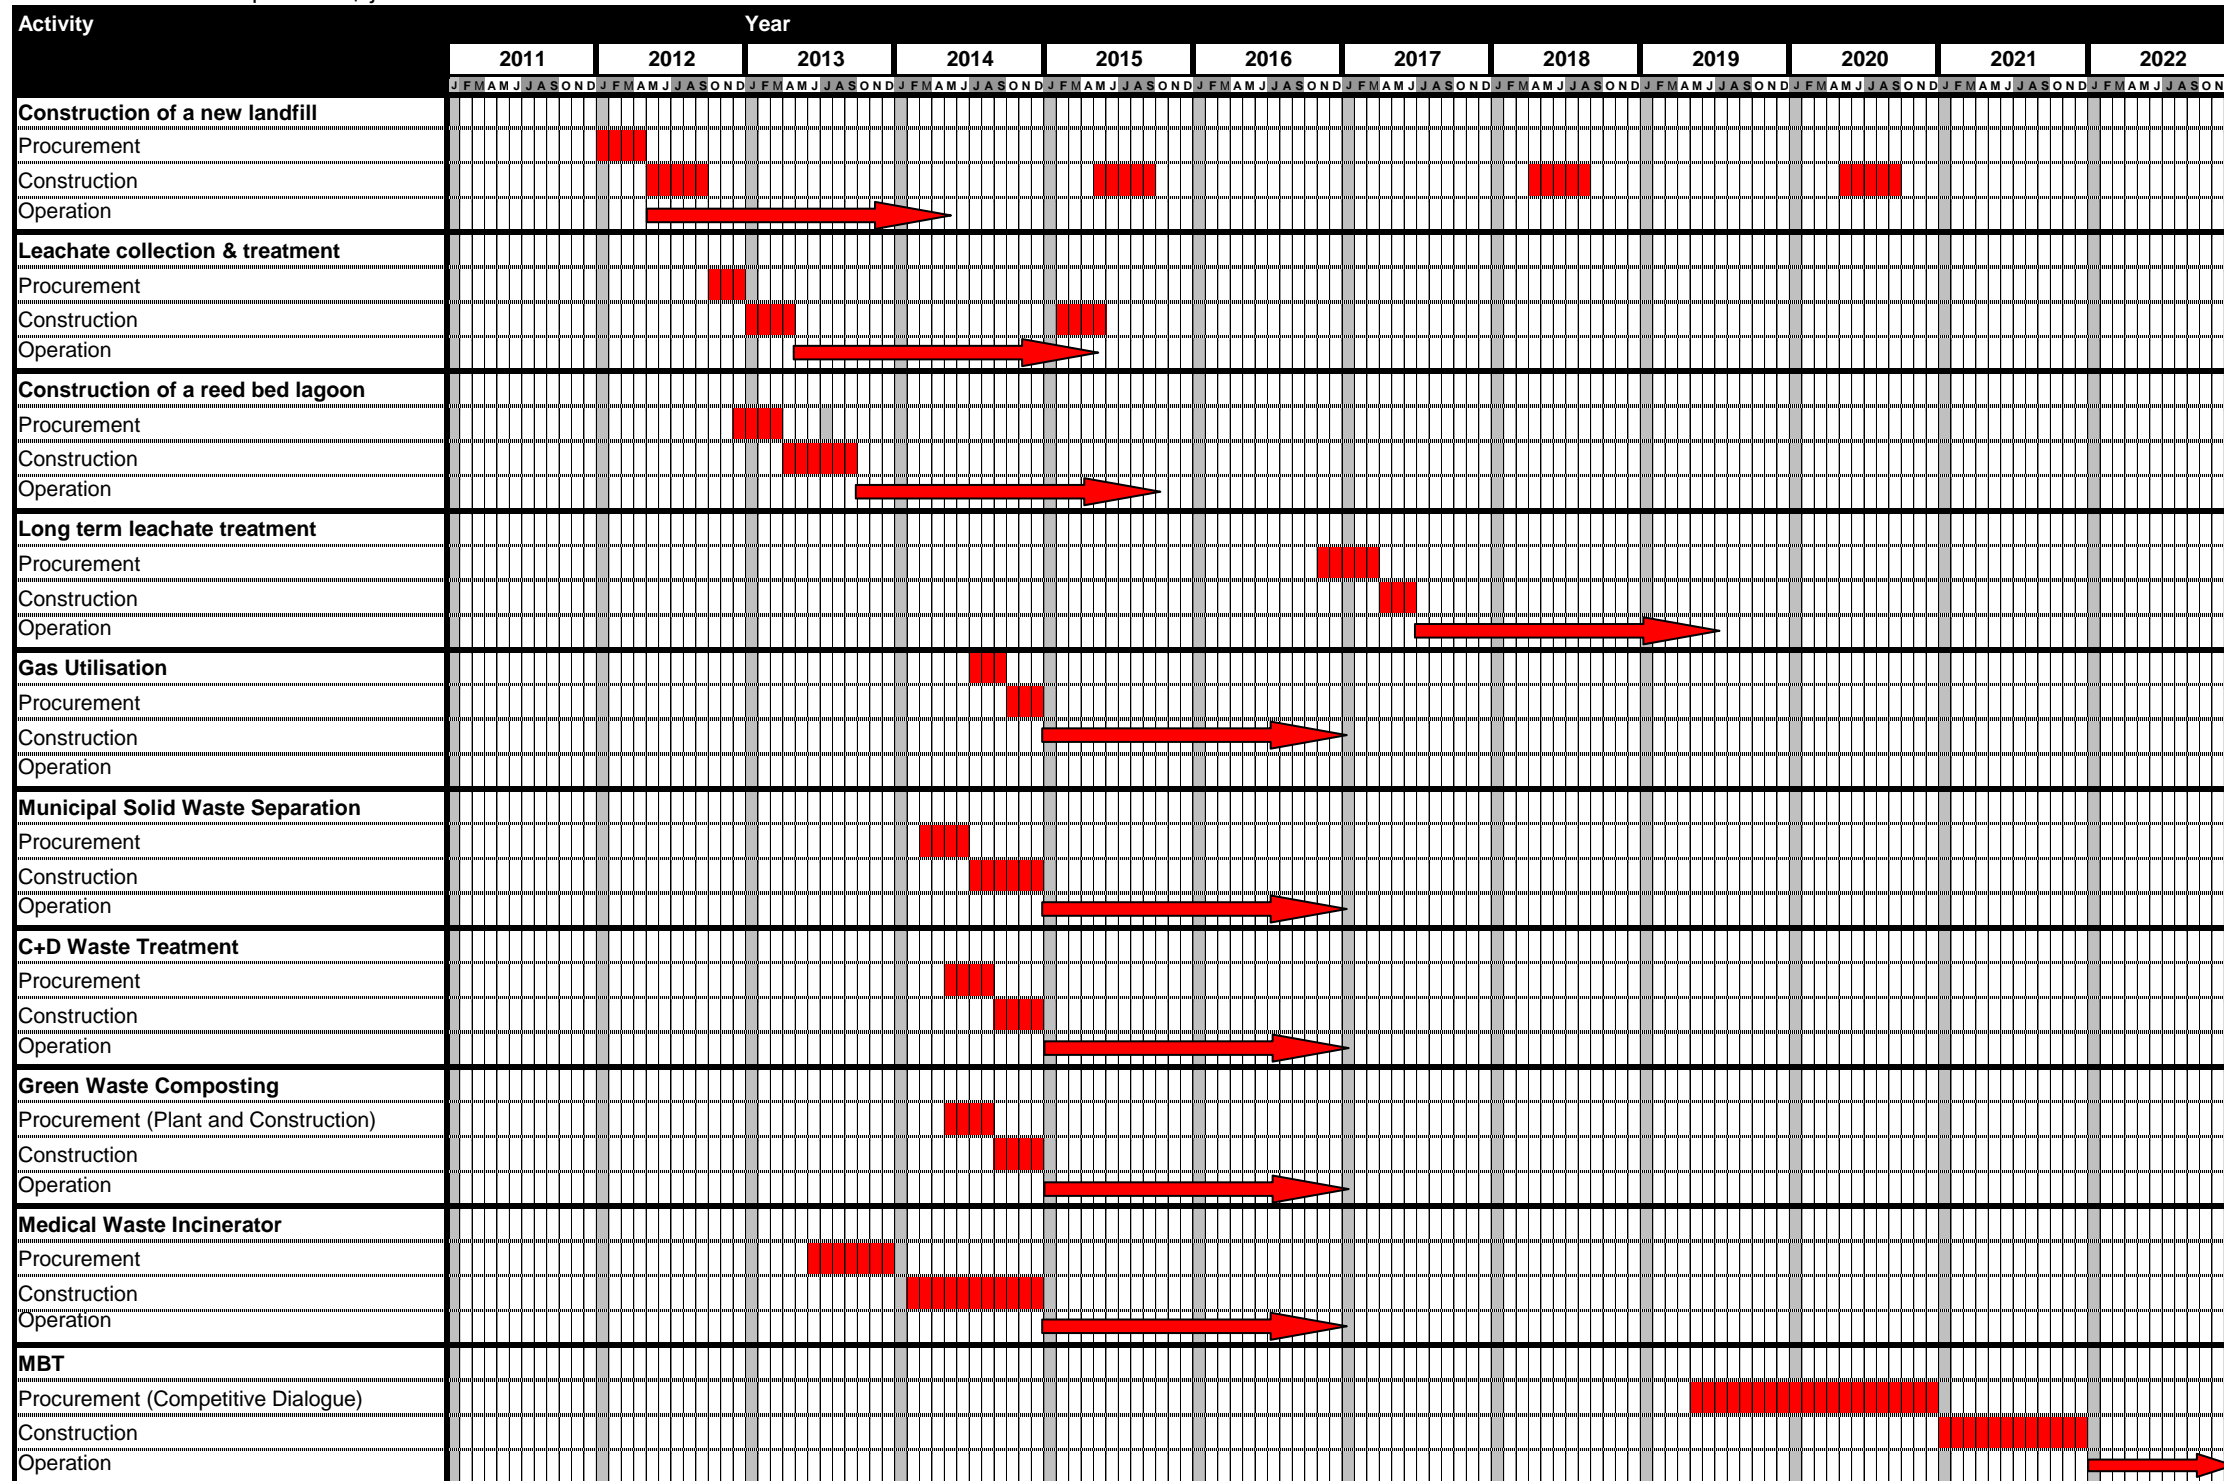 Activity Year
2011 2012 2013 2014 2015 2016 2017 2018 2019 2020 2021 2022
J F M A M J J A S O N D J F M A M J J A S O N D J F M A M J J A S O N D J F M A M J J A S O N D J F M A M J J A S O N D J F M A M J J A S O N D J F M A M J J A S O N D J F M A M J J A S O N D J F M A M J J A S O N D J F M A M J J A S O N D J F M A M J J A S O N D J F M A M J J A S O N
Construction of a new landfill
Procurement
Construction
Operation
Leachate collection & treatment
Procurement
Construction
Operation
Construction of a reed bed lagoon
Procurement
Construction
Operation
Long term leachate treatment
Procurement
Construction
Operation
Gas Utilisation
Procurement
Construction
Operation
Municipal Solid Waste Separation
Procurement
Construction
Operation
C+D Waste Treatment
Procurement
Construction
Operation
Green Waste Composting
Procurement (Plant and Construction)
Construction
Operation
Medical Waste Incinerator
Procurement
Construction
Operation
MBT
Procurement (Competitive Dialogue)
Construction
Operation